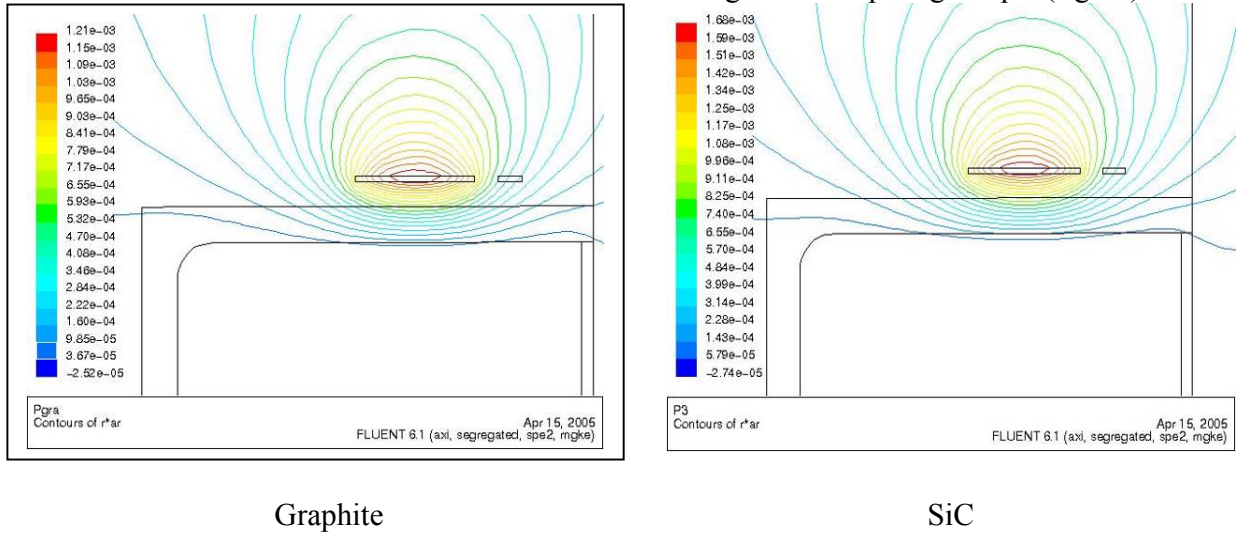 1.21e-03
1.15e-03
1.09e-03
1.03e-03
9.65e-04
9.03e-04
8.41e-04
7.79e-04
7.17e-04
6.55e-04
5.93e-04
5.32e-04
4.70e-04
4.08e-04
3.46e-04
2.84e-04
2.22e-04
1.60e-04
9.85e-05
3.67e-05
-2.52e-05
Pgra
Contours of r*ar
Apr 15, 2005
FLUENT 6.1 (axi, segregated, spe2, mgke)
Graphite
1.68e-03
1.59e-03
1.51e-03
1.42e-03
1.34e-03
1.25e-03
1.17e-03
1.08e-03
9.96e-04
9.11e-04
8.25e-04
7.40e-04
6.55e-04
5.70e-04
4.84e-04
3.99e-04
3.14e-04
2.28e-04
1.43e-04
5.79e-05
-2.74e-05
P3
Contours of r*ar
Apr 15, 2005
FLUENT 6.1 (axi, segregated, spe2, mgke)
SiC